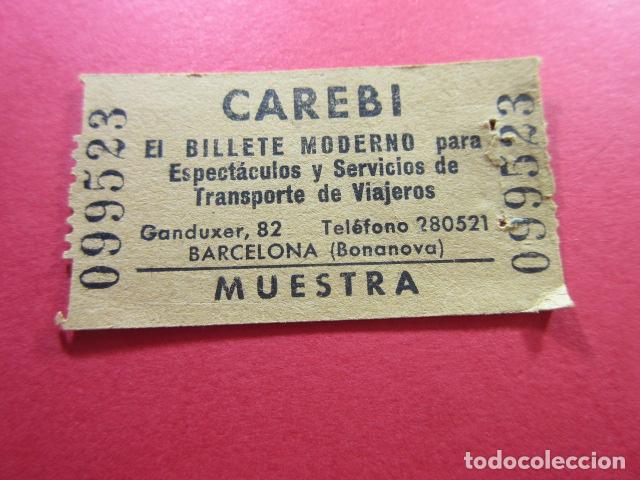 CAREBI
El BILLETE MODERNO para
Espectáculos y Servicios de
Transporte de Viajeros
Ganduxer, 82 Teléfono 280521
BARCELONA (Bonanova)
MUESTRA
099523
099523
todocoleccion.net